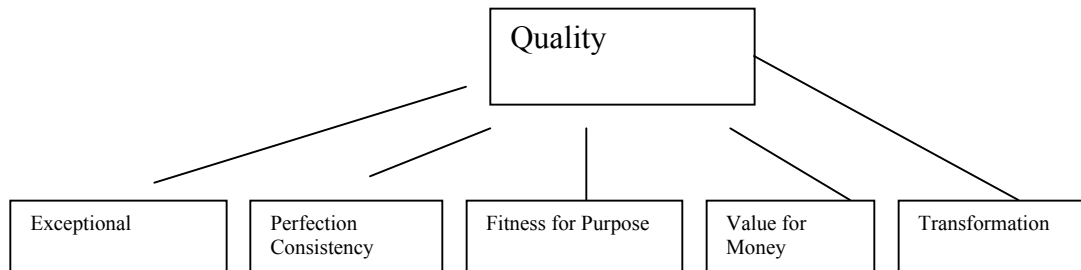 Quality
Exceptional
Perfection
Consistency
Fitness for Purpose
Value for
Money
Transformation